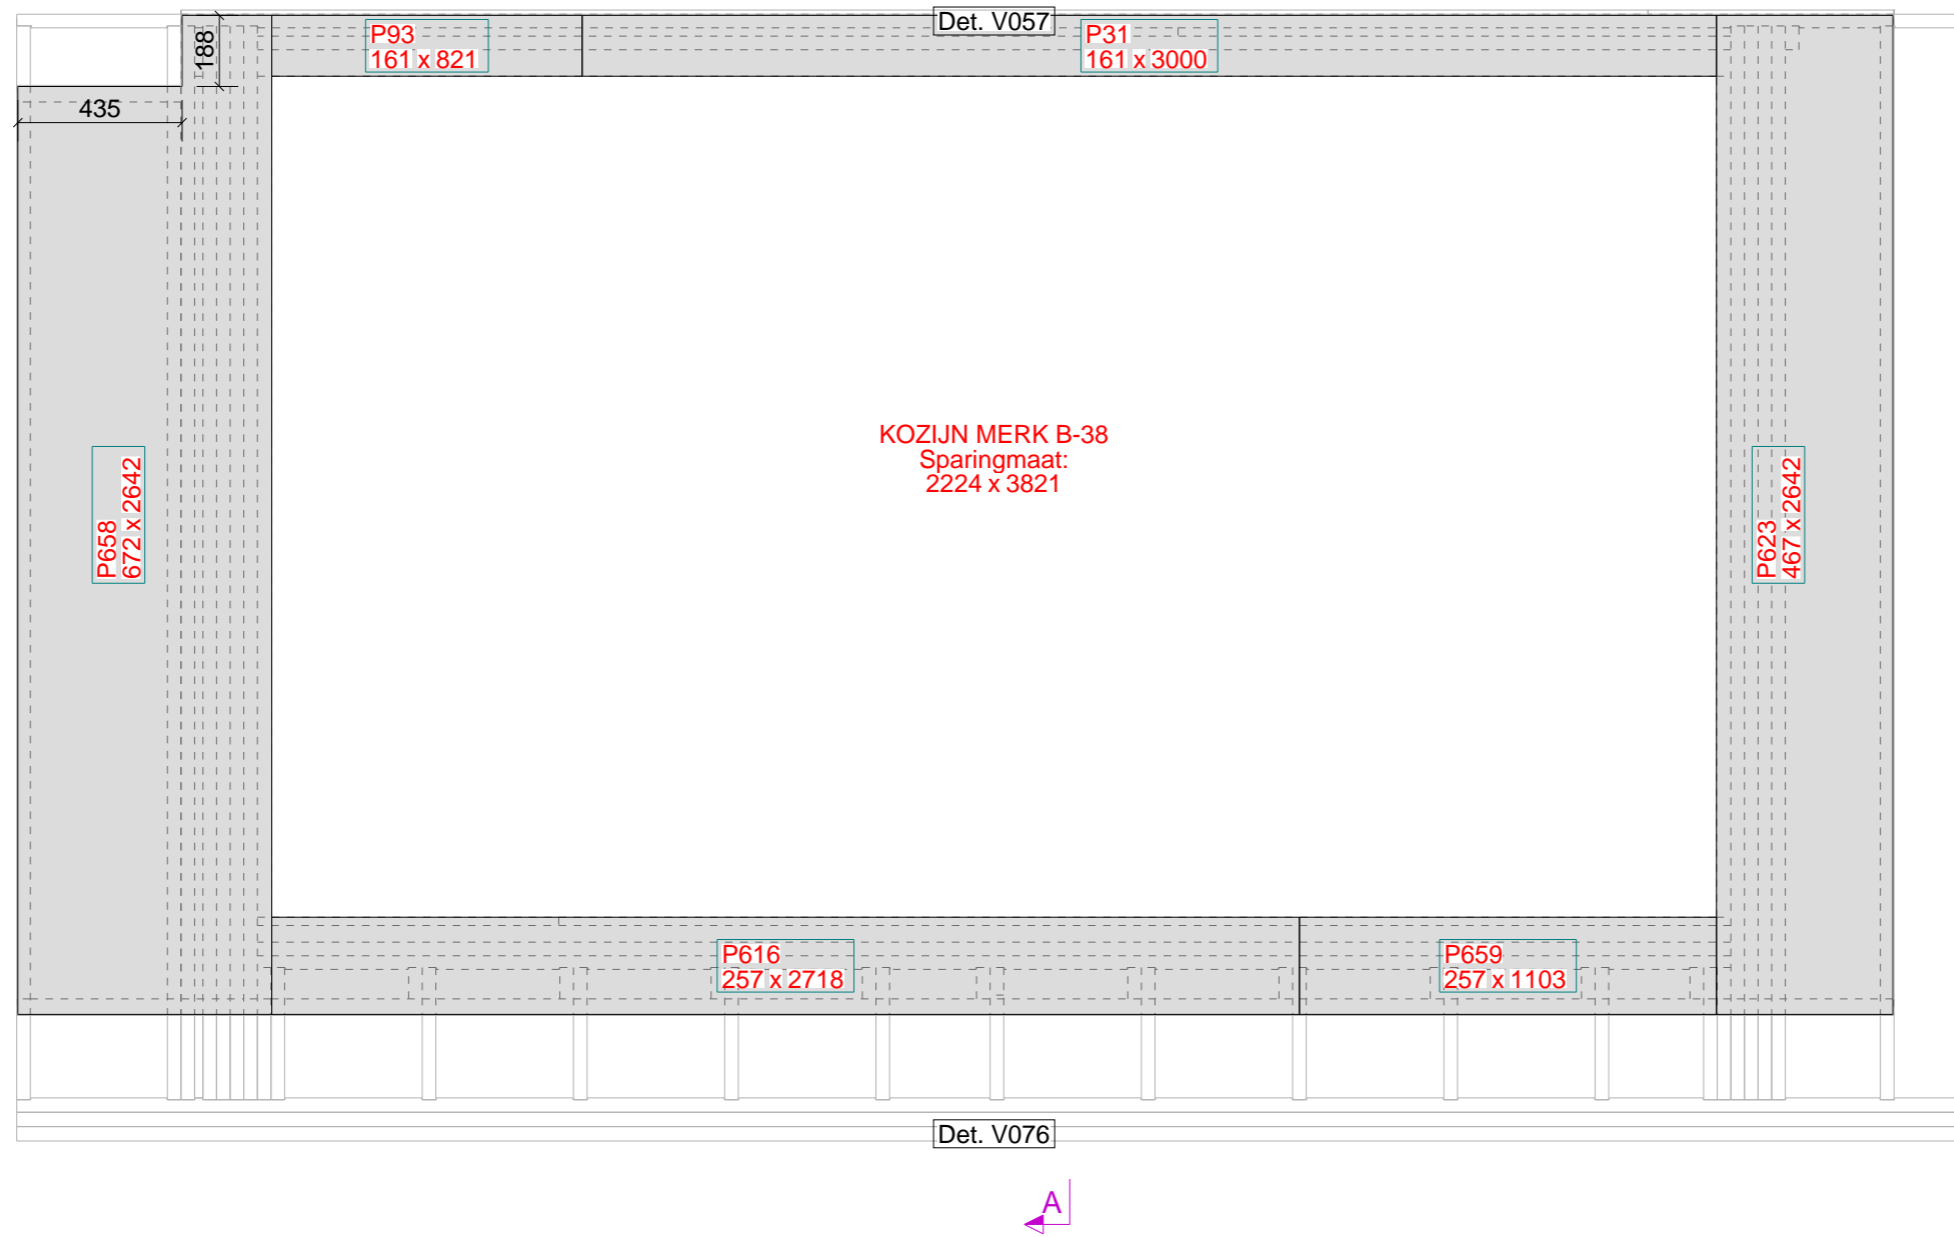 Det. V057
P93
161 x 821
P31
161 x 3000
188
435
KOZIJN MERK B-38
Sparingmaat:
2224 x 3821
P658
672 x 2642
P623
467 x 2642
P616
257 x 2718
P659
257 x 1103
Det. V076
A